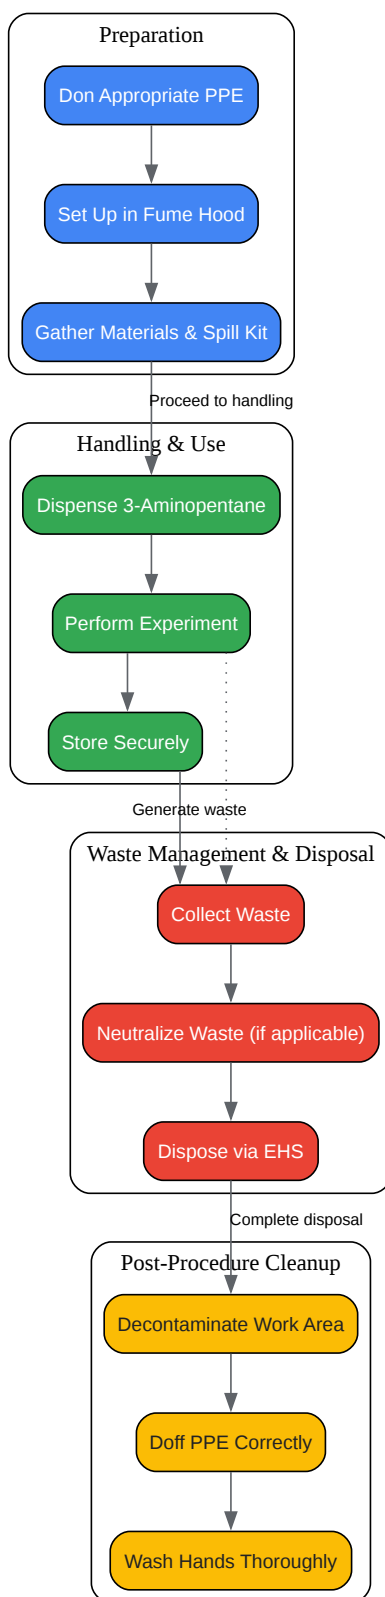 Preparation
Don Appropriate PPE
Set Up in Fume Hood
Gather Materials & Spill Kit
Proceed to handling
Handling & Use
Dispense 3-Aminopentane
Perform Experiment
Store Securely
Generate waste
Waste Management & Disposal
Collect Waste
Neutralize Waste (if applicable)
Dispose via EHS
Complete disposal
Post-Procedure Cleanup
Decontaminate Work Area
Doff PPE Correctly
Wash Hands Thoroughly